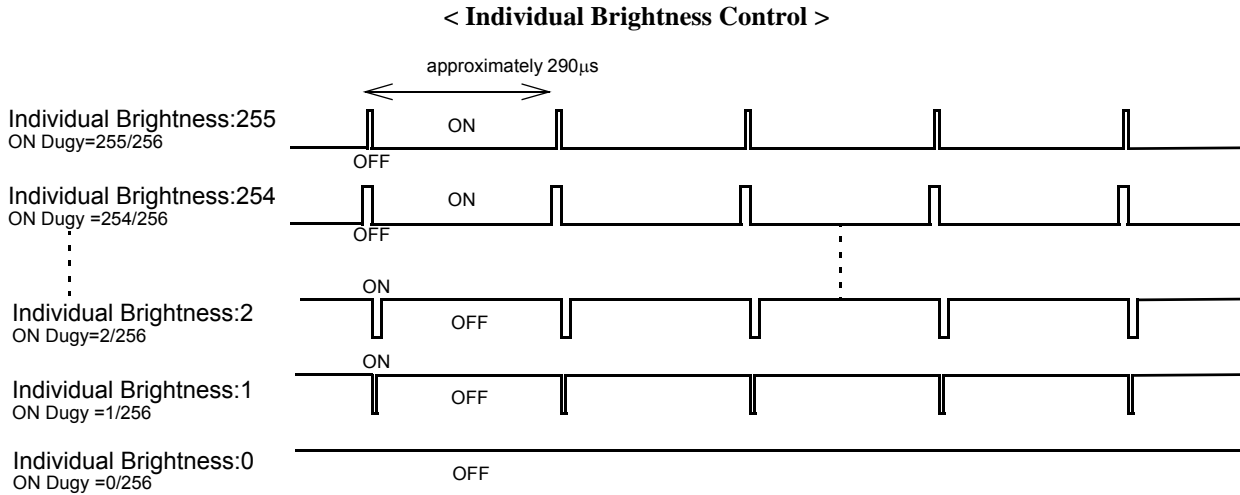 < Individual Brightness Control >
approximately 290μs
Individual Brightness:255
ON Dugy=255/256
ON
OFF
Individual Brightness:254
ON Dugy =254/256
ON
OFF
Individual Brightness:2
ON Dugy=2/256
ON
OFF
Individual Brightness:1
ON Dugy =1/256
ON
OFF
Individual Brightness:0
ON Dugy =0/256
OFF